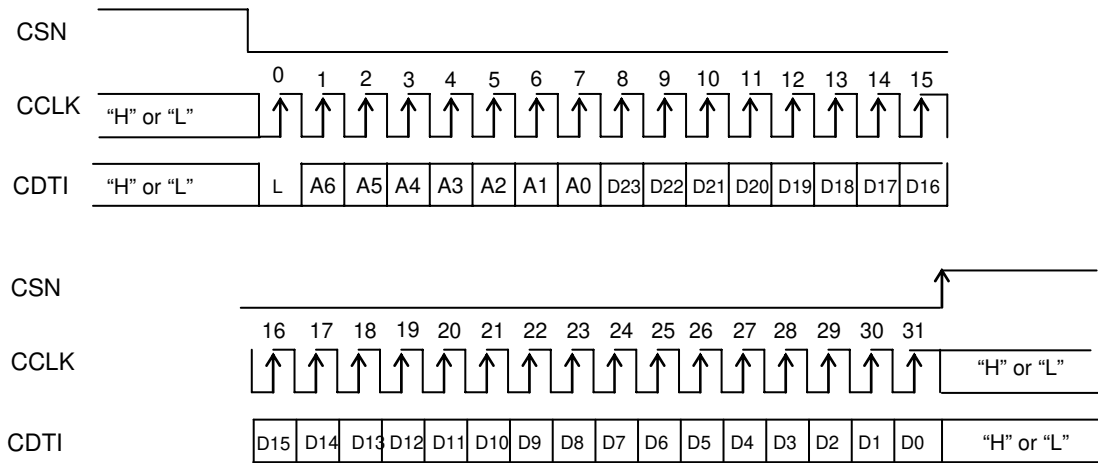 CSN
0 1 2 3 4 5 6 7 8 9 10 11 12 13 14 15
CCLK “H” or “L”
CDTI “H” or “L” L A6 A5 A4 A3 A2 A1 A0 D23 D22 D21 D20 D19 D18 D17 D16
CSN
16 17 18 19 20 21 22 23 24 25 26 27 28 29 30 31
CCLK “H” or “L”
CDTI D15 D14 D13 D12 D11 D10 D9 D8 D7 D6 D5 D4 D3 D2 D1 D0 “H” or “L”